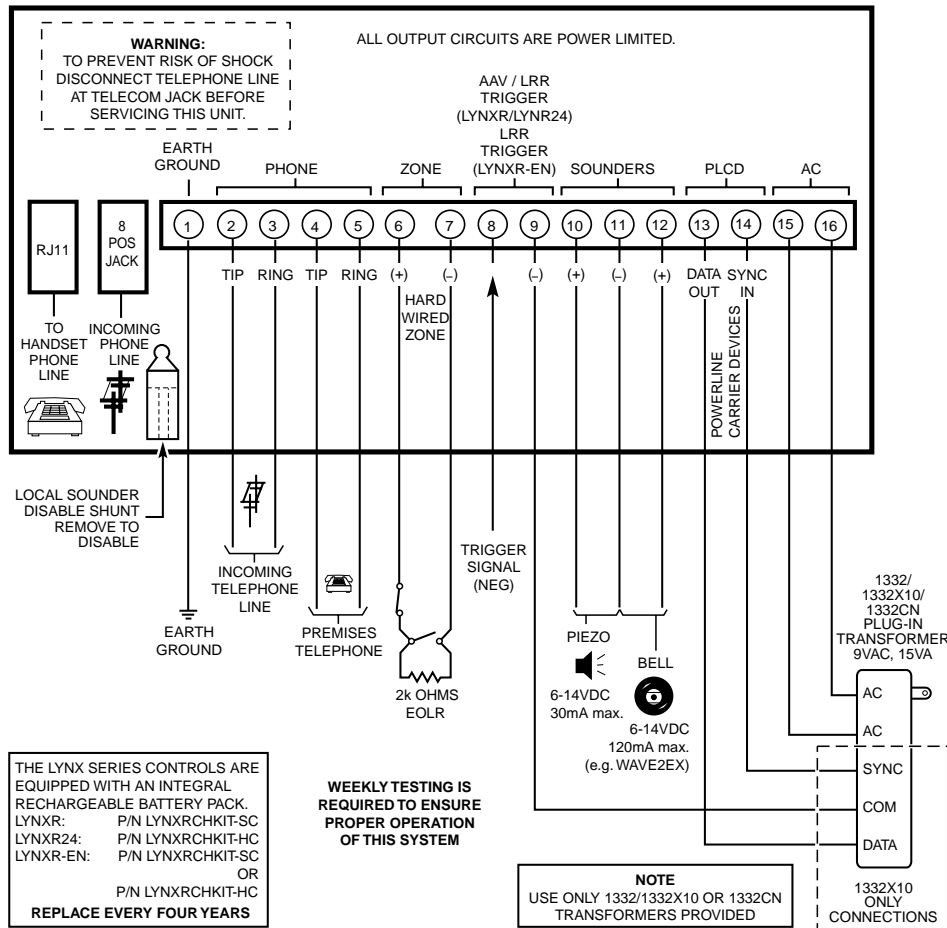 WARNING:
TO PREVENT RISK OF SHOCK
DISCONNECT TELEPHONE LINE
AT TELECOM JACK BEFORE
SERVICING THIS UNIT.
ALL OUTPUT CIRCUITS ARE POWER LIMITED.
AAV / LRR
TRIGGER
(LYNXR/LYNR24)
LRR
TRIGGER
(LYNXR-EN)
EARTH
GROUND
PHONE
ZONE
SOUNDERS
PLCD
AC
RJ11
8
POS
JACK
1
2
3
4
5
6
7
8
9
10
11
12
13
14
15
16
TIP
RING
TIP
RING
(+)
(–)
(–)
(+)
(–)
(+)
DATA
OUT
SYNC
IN
HARD
WIRED
ZONE
TO
HANDSET
PHONE
LINE
INCOMING
PHONE
LINE
POWERLINE
CARRIER DEVICES
LOCAL SOUNDER
DISABLE SHUNT
REMOVE TO
DISABLE
INCOMING
TELEPHONE
LINE
EARTH
GROUND
PREMISES
TELEPHONE
2k OHMS
EOLR
TRIGGER
SIGNAL
(NEG)
PIEZO
6-14VDC
30mA max.
BELL
6-14VDC
120mA max.
(e.g. WAVE2EX)
1332/
1332X10/
1332CN
PLUG-IN
TRANSFORMER
9VAC, 15VA
AC
AC
SYNC
COM
DATA
1332X10
ONLY
CONNECTIONS
THE LYNX SERIES CONTROLS ARE
EQUIPPED WITH AN INTEGRAL
RECHARGEABLE BATTERY PACK.
LYNXR: P/N LYNXRCHKIT-SC
LYNXR24: P/N LYNXRCHKIT-HC
LYNXR-EN: P/N LYNXRCHKIT-SC
OR
P/N LYNXRCHKIT-HC
REPLACE EVERY FOUR YEARS
WEEKLY TESTING IS
REQUIRED TO ENSURE
PROPER OPERATION
OF THIS SYSTEM
NOTE
USE ONLY 1332/1332X10 OR 1332CN
TRANSFORMERS PROVIDED